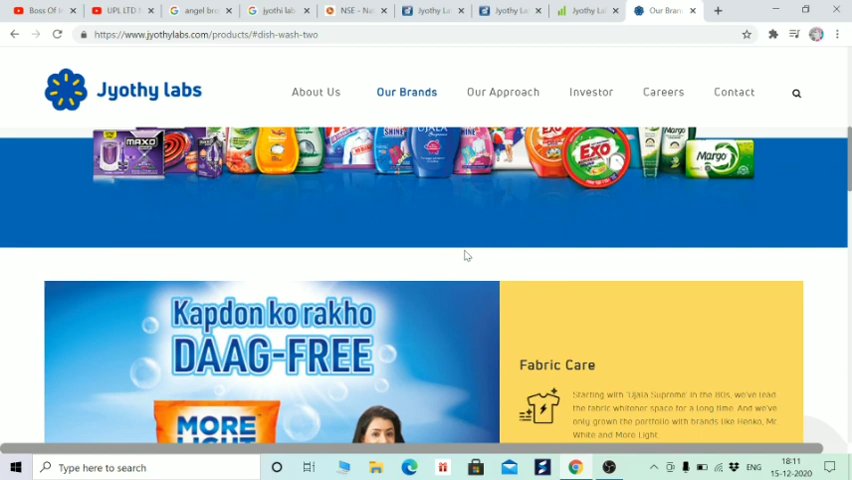 Boss Of
UPL LTD
angel bro
jyothi lab
NSE - Na
Jyothy La
Jyothy La
Jyothy La
Our Bran
https://www.jyothylabs.com/products/#dish-wash-two
Jyothy labs
About Us
Our Brands
Our Approach
Investor
Careers
Contact
MAXO
SHINE
UJALA
SHINE
EXO
Margo
Margo
Kapdon ko rakho
DAAG-FREE
MORE
LIGHT
Fabric Care
Starting with 'Ujala Supreme' in the 80s, we've lead
the fabric whitener space for a long time. And we've
only grown the portfolio with brands like Henko, Mr.
White and More Light.
Type here to search
ENG
18:11
15-12-2020